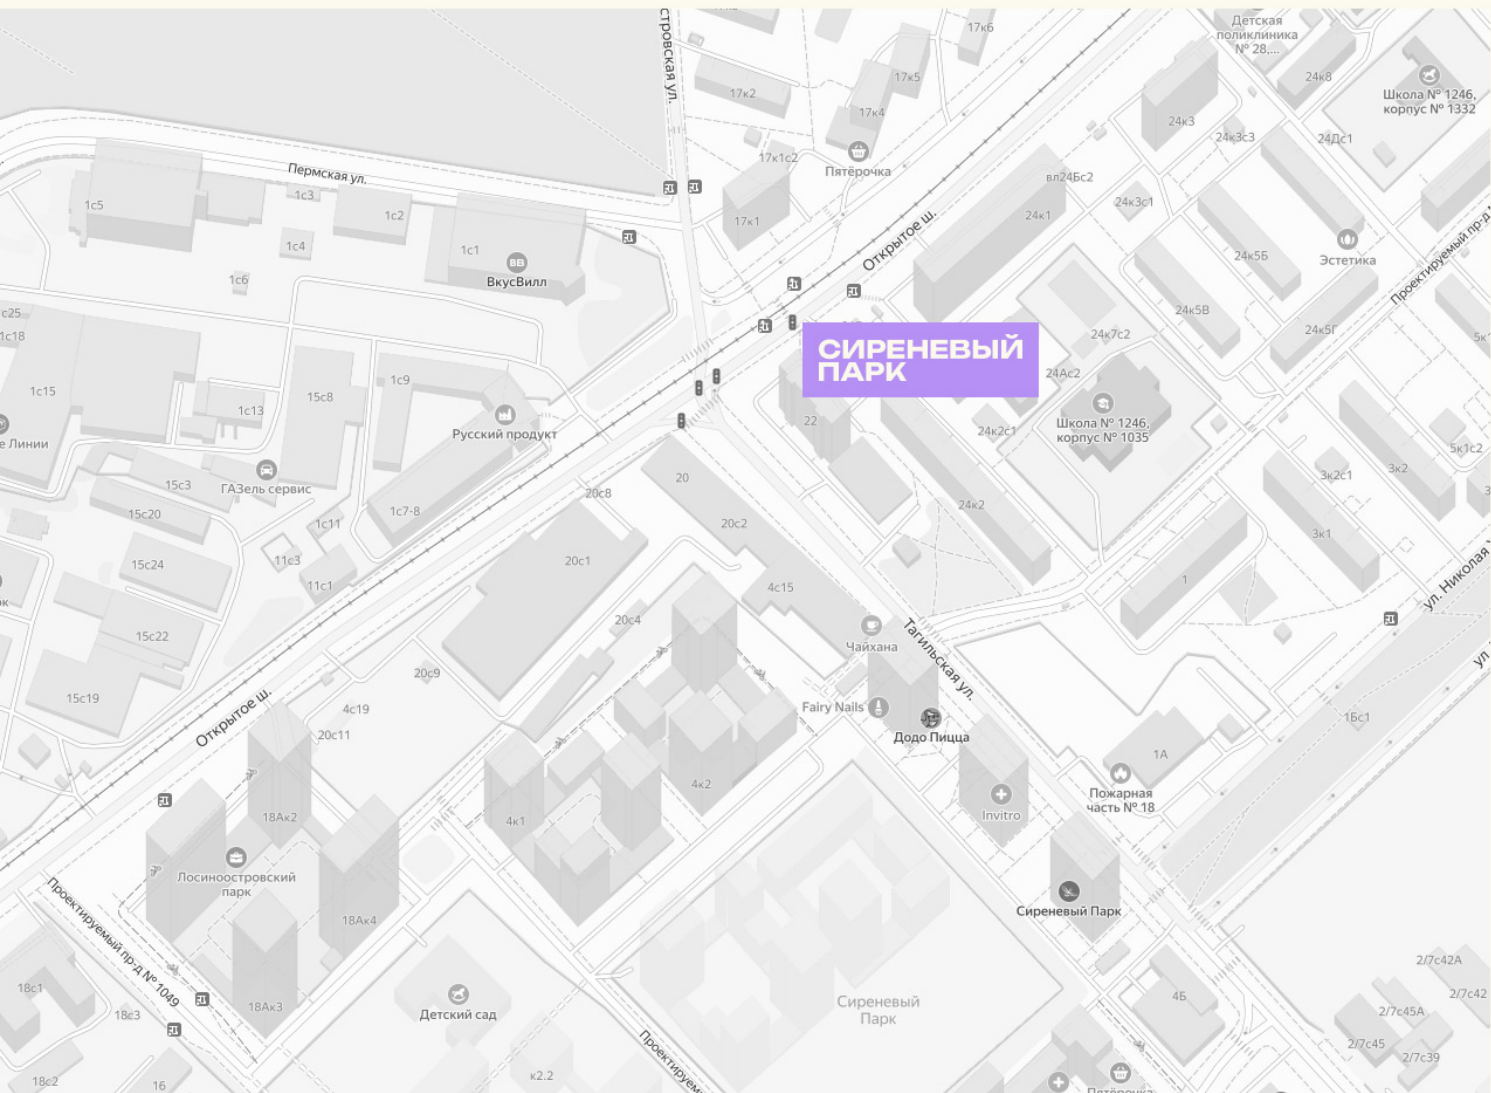 стровская ул.
17к6
Детская
поликлиника
№ 28,...
24к8
Школа № 1246,
корпус № 1332
17к5
17к2
17к4
24к3
24к3с3
24Дс1
17к1с2
Пятёрочка
Пермская ул.
вл24Бс2
1с3
1с5
1с2
24к3с1
17к1
24к1
Открытое ш.
1с4
1с1
24к5Б
Эстетика
Проектируемый пр-д
ВкусВилл
1с6
с25
1с18
24к5В
24к5Г
24к7с2
СИРЕНЕВЫЙ
ПАРК
24Ас2
1с9
1с15
15с8
1с13
22
24к2с1
Школа № 1246,
корпус № 1035
Русский продукт
е Линии
5к1с2
3к2
3к2с1
15с3
ГАЗель сервис
20
20с8
24к2
15с20
1с7-8
1с11
20с2
3к1
11с3
15с24
20с1
11с1
4с15
1
ул. Николая
15с22
20с4
Чайхана
Тагильская ул.
20с9
15с19
4с19
Открытое ш.
20с11
Fairy Nails
1Бс1
ул
Додо Пицца
1А
4к2
Пожарная
часть № 18
18Ак2
4к1
Invitro
Лосиноостровский
парк
Сиреневый Парк
18Ак4
Проектируемый пр-д № 1049
2/7с42А
18с1
4Б
2/7с42
Сиреневый
Парк
18Ак3
18с3
Детский сад
2/7с45А
2/7с45
2/7с39
Проектируем
к2.2
18с2
16
Пятёрочка